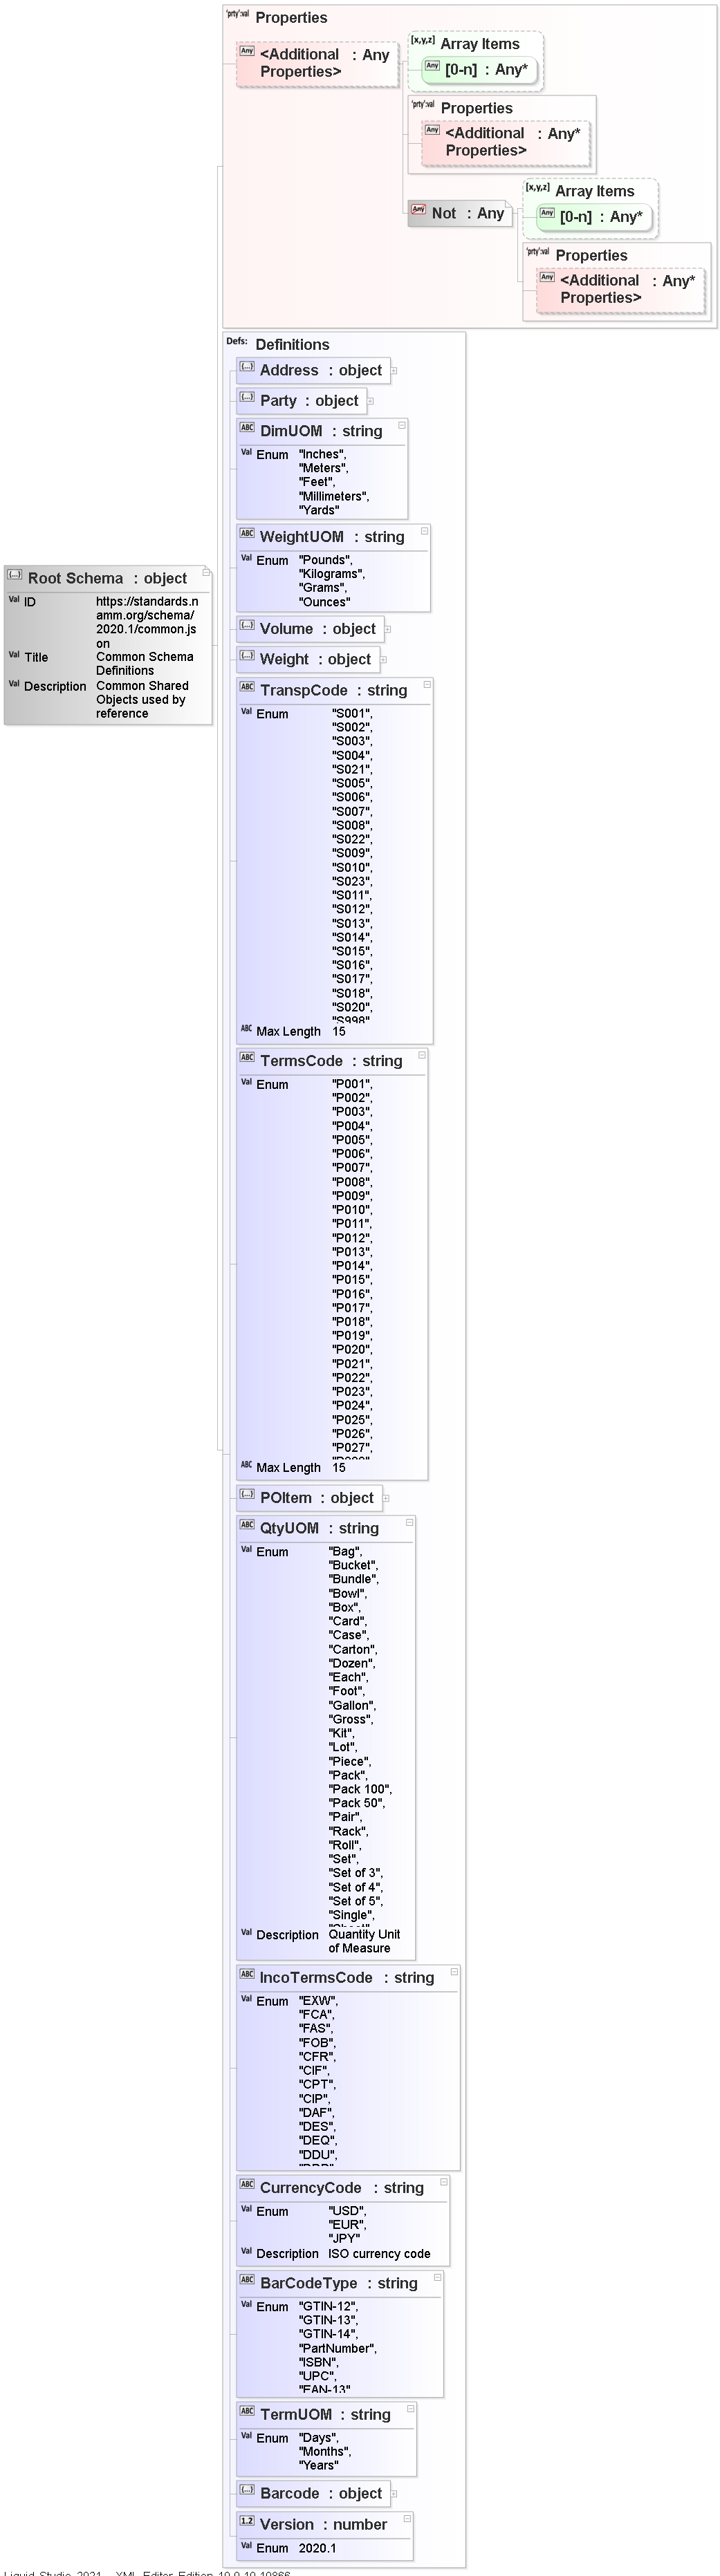 'prty':val Properties
Any <Additional Properties> : Any
[x,y,z] Array Items
Any [0-n] : Any*
'prty':val Properties
Any <Additional Properties> : Any*
Any Not : Any
[x,y,z] Array Items
Any [0-n] : Any*
'prty':val Properties
Any <Additional Properties> : Any*
{...} Root Schema : object
Val ID https://standards.n
amm.org/schema/
2020.1/common.js
on
Val Title Common Schema
Definitions
Val Description Common Shared
Objects used by
reference
Defs: Definitions
{...} Address : object
{...} Party : object
ABC DimUOM : string
Val Enum "Inches",
"Meters",
"Feet",
"Millimeters",
"Yards"
ABC WeightUOM : string
Val Enum "Pounds",
"Kilograms",
"Grams",
"Ounces"
{...} Volume : object
{...} Weight : object
ABC TranspCode : string
Val Enum "S001",
"S002",
"S003",
"S004",
"S021",
"S005",
"S006",
"S007",
"S008",
"S022",
"S009",
"S010",
"S023",
"S011",
"S012",
"S013",
"S014",
"S015",
"S016",
"S017",
"S018",
"S020",
"S998"
ABC Max Length 15
ABC TermsCode : string
Val Enum "P001",
"P002",
"P003",
"P004",
"P005",
"P006",
"P007",
"P008",
"P009",
"P010",
"P011",
"P012",
"P013",
"P014",
"P015",
"P016",
"P017",
"P018",
"P019",
"P020",
"P021",
"P022",
"P023",
"P024",
"P025",
"P026",
"P027",
ABC Max Length 15
{...} POItem : object
ABC QtyUOM : string
Val Enum "Bag",
"Bucket",
"Bundle",
"Bowl",
"Box",
"Card",
"Case",
"Carton",
"Dozen",
"Each",
"Foot",
"Gallon",
"Gross",
"Kit",
"Lot",
"Piece",
"Pack",
"Pack 100",
"Pack 50",
"Pair",
"Rack",
"Roll",
"Set",
"Set of 3",
"Set of 4",
"Set of 5",
"Single",
Val Description Quantity Unit
of Measure
ABC IncoTermsCode : string
Val Enum "EXW",
"FCA",
"FAS",
"FOB",
"CFR",
"CIF",
"CPT",
"CIP",
"DAF",
"DES",
"DEQ",
"DDU",
ABC CurrencyCode : string
Val Enum "USD",
"EUR",
"JPY"
Val Description ISO currency code
ABC BarCodeType : string
Val Enum "GTIN-12",
"GTIN-13",
"GTIN-14",
"PartNumber",
"ISBN",
"UPC",
"EAN-13"
ABC TermUOM : string
Val Enum "Days",
"Months",
"Years"
{...} Barcode : object
1.2 Version : number
Val Enum 2020.1
Liquid Studio 2021 - XML Editor Edition 19.0.10.10866